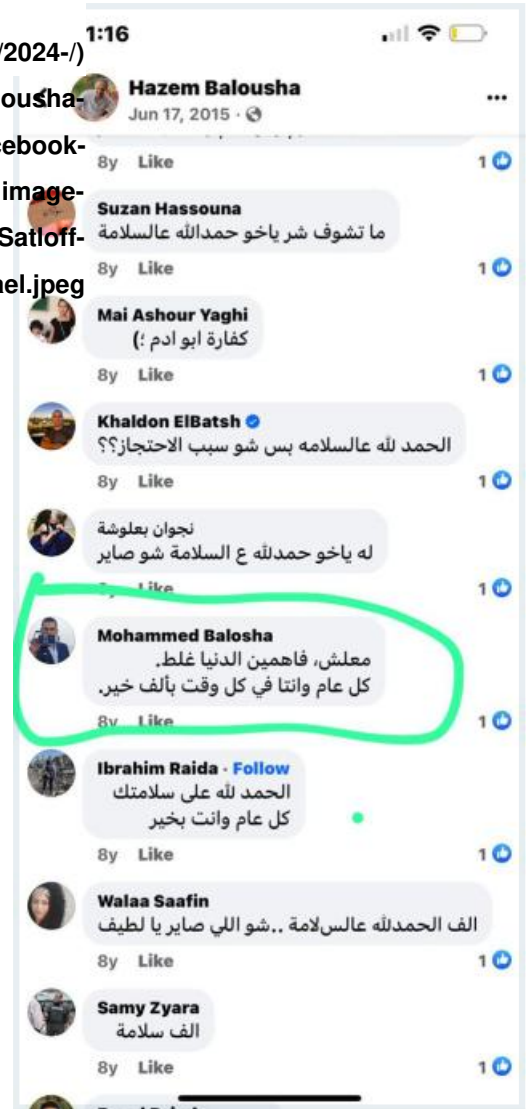 1:16
/2024-/)
lousha-
Hazem Balousha
Jun 17, 2015
cebook-
8y Like 1
image-
Suzan Hassouna
ما تشوف شر ياخو حمدالله عالسلامة
Satloff-
8y Like 1
ael.jpeg
Mai Ashour Yaghi
كفارة ابو ادم ؛)
8y Like 1
Khaldon ElBatsh
الحمد لله عالسلامه بس شو سبب الاحتجاز؟؟
8y Like 1
نجوان بعلوشة
له ياخو حمدلله ع السلامة شو صاير
Like 1
Mohammed Balosha
معلش، فاهمين الدنيا غلط.
كل عام وانتا في كل وقت بألف خير.
8y Like 1
Ibrahim Raida · Follow
الحمد لله على سلامتك
كل عام وانت بخير
8y Like 1
Walaa Saafin
الف الحمدلله عالسلامة ..شو اللي صاير يا لطيف
8y Like 1
Samy Zyara
الف سلامة
8y Like 1